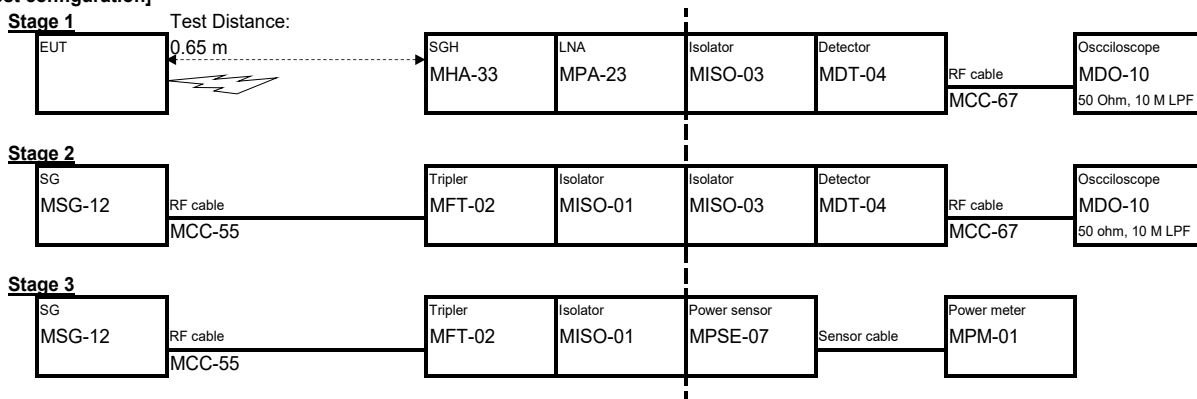 st configuration]
Stage 1
Test Distance:
0.65 m
EUT
SGH
MHA-33
LNA
MPA-23
Isolator
MISO-03
Detector
MDT-04
RF cable
MCC-67
Oscciloscope
MDO-10
50 Ohm, 10 M LPF
Stage 2
SG
MSG-12
RF cable
MCC-55
Tripler
MFT-02
Isolator
MISO-01
Isolator
MISO-03
Detector
MDT-04
RF cable
MCC-67
Oscciloscope
MDO-10
50 ohm, 10 M LPF
Stage 3
SG
MSG-12
RF cable
MCC-55
Tripler
MFT-02
Isolator
MISO-01
Power sensor
MPSE-07
Sensor cable
Power meter
MPM-01